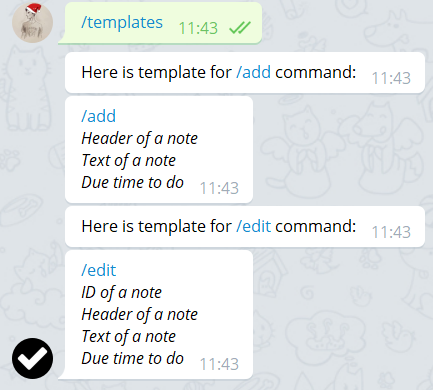 /templates 11:43
Here is template for /add command: 11:43
/add
Header of a note
Text of a note
Due time to do 11:43
Here is template for /edit command: 11:43
/edit
ID of a note
Header of a note
Text of a note
Due time to do 11:43